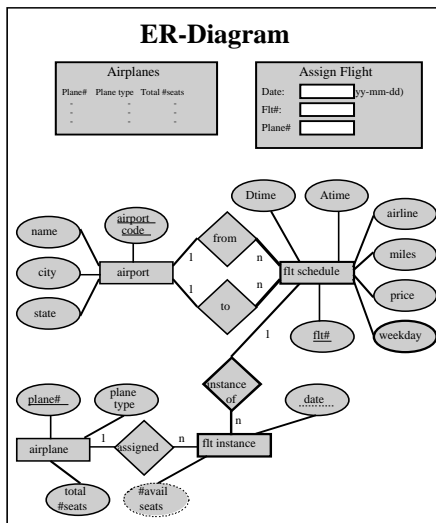 ER-Diagram
Airplanes
Plane# Plane type Total #seats
- - -
- - -
- - -
Assign Flight
Date: yy-mm-dd)
Flt#:
Plane#
Dtime
Atime
name
airport
code
from
airline
city
airport
1
n
flt schedule
miles
state
1
n
to
price
1
flt#
weekday
instance
of
plane#
plane
type
date
n
airplane
1
assigned
n
flt instance
total
#seats
#avail
seats